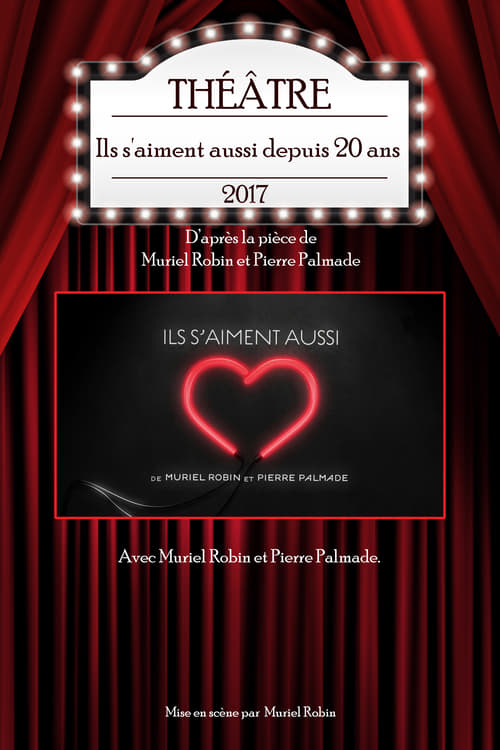 THÉÂTRE
Ils s'aiment aussi depuis 20 ans
2017
D'après la pièce de
Muriel Robin et Pierre Palmade
ILS S'AIMENT AUSSI
DE MURIEL ROBIN ET PIERRE PALMADE
Avec Muriel Robin et Pierre Palmade.
Mise en scène par Muriel Robin